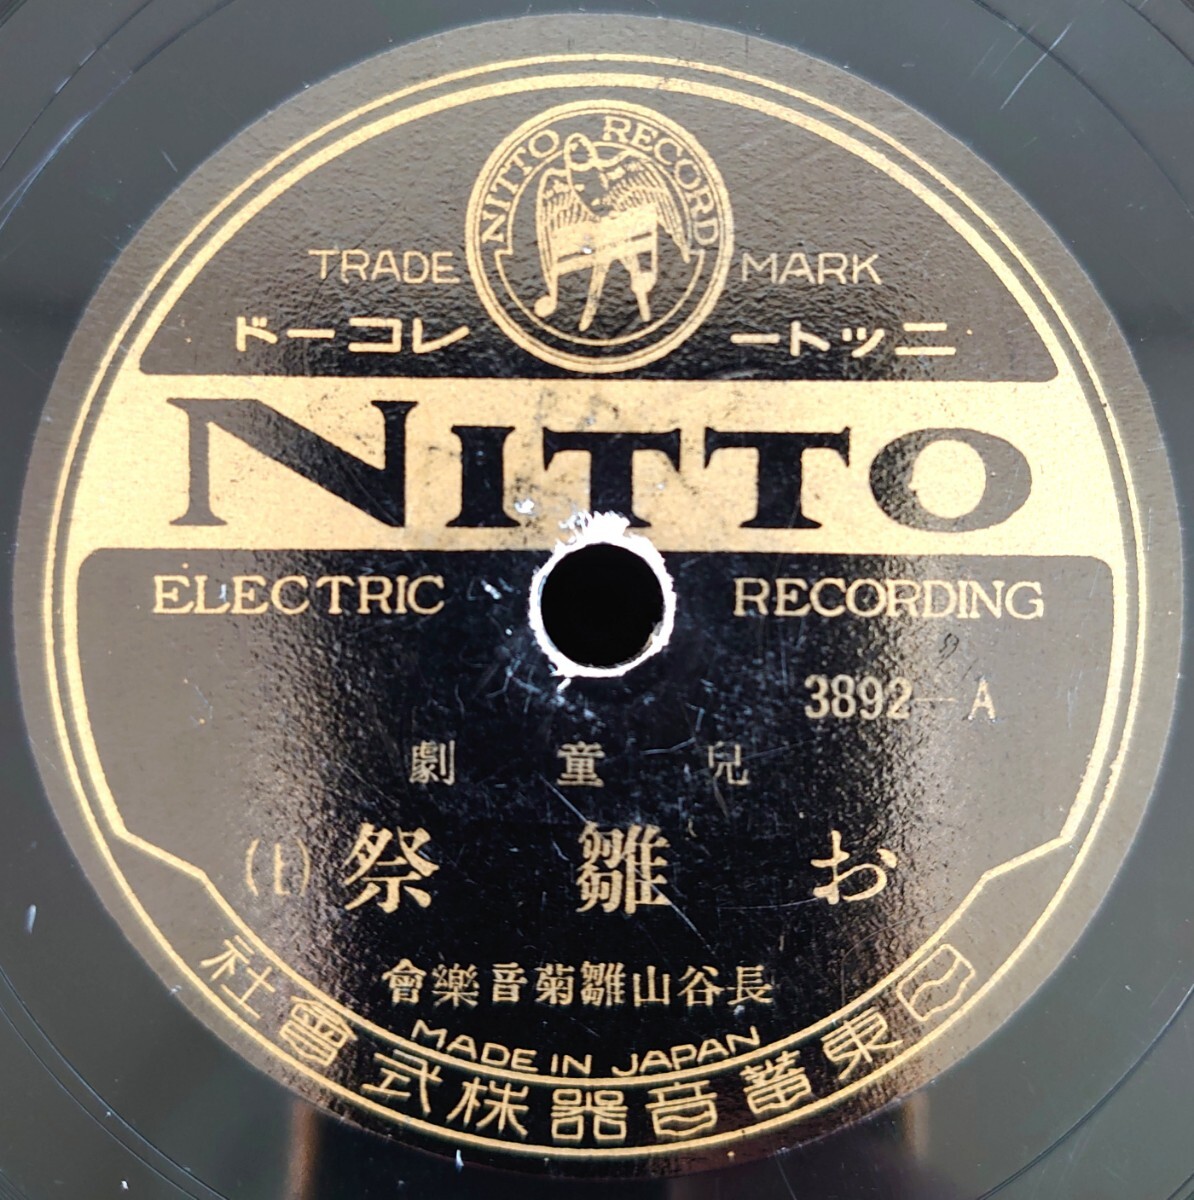 NITTO RECORD
TRADE MARK
ニットー レコード
NITTO
ELECTRIC RECORDING
3892-A
兒童劇
お雛祭(上)
長谷山雛菊音樂會
MADE IN JAPAN
日東蓄音器株式會社